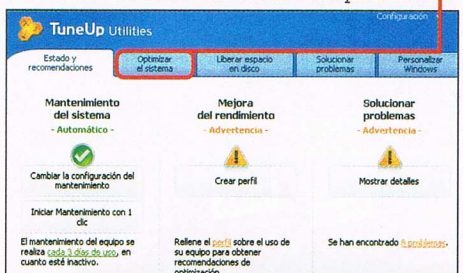 Configuración
TuneUp Utilities
Estado y
recomendaciones
Optimizar
el sistema
Liberar espacio
en disco
Solucionar
problemas
Personalizar
Windows
Mantenimiento
del sistema
- Automático -
Cambiar la configuración del
mantenimiento
Iniciar Mantenimiento con 1
clic
El mantenimiento del equipo se
realiza cada 3 días de uso, en
cuanto esté inactivo.
Mejora
del rendimiento
- Advertencia -
Crear perfil
Rellene el perfil sobre el uso de
su equipo para obtener
recomendaciones de
optimización
Solucionar
problemas
- Advertencia -
Mostrar detalles
Se han encontrado 6 problemas.